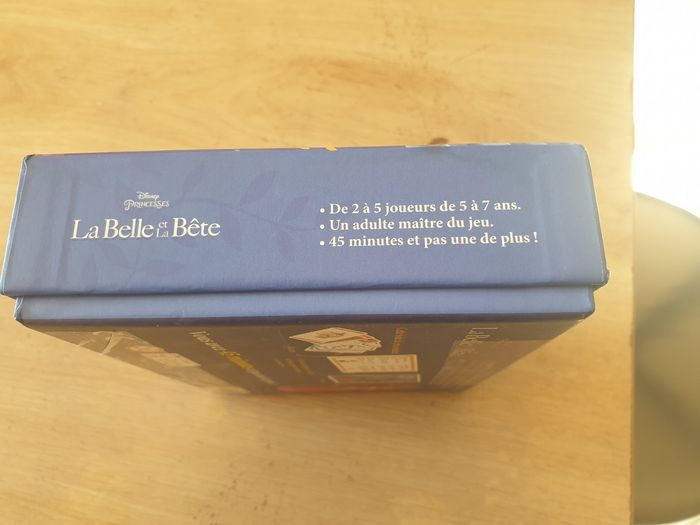 Disney
PRINCESSES
La Belle et La Bête
• De 2 à 5 joueurs de 5 à 7 ans.
• Un adulte maître du jeu.
• 45 minutes et pas une de plus !